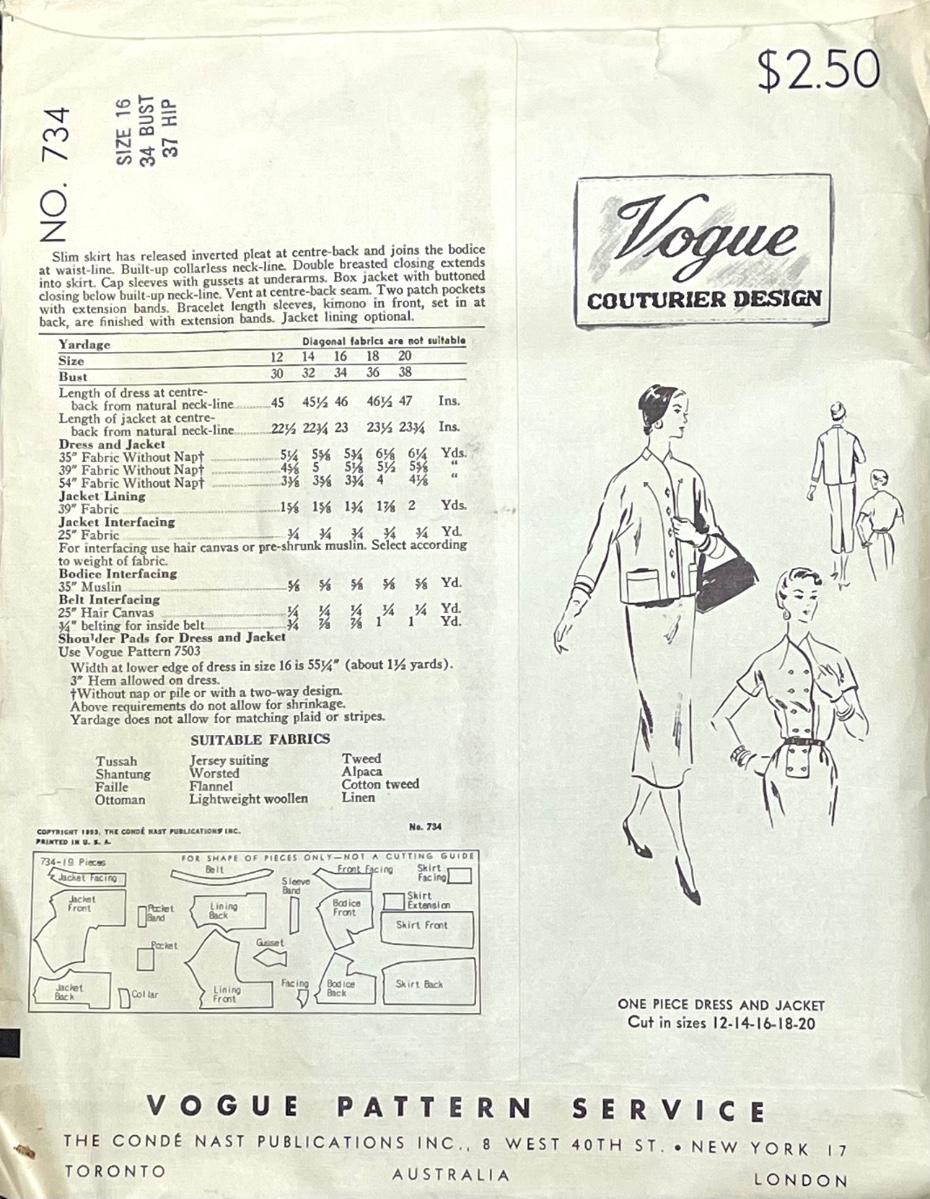 $2.50
NO. 734
SIZE 16
34 BUST
37 HIP
Vogue
COUTURIER DESIGN
Slim skirt has released inverted pleat at centre-back and joins the bodice
at waist-line. Built-up collarless neck-line. Double breasted closing extends
into skirt. Cap sleeves with gussets at underarms. Box jacket with buttoned
closing below built-up neck-line. Vent at centre-back seam. Two patch pockets
with extension bands. Bracelet length sleeves, kimono in front, set in at
back, are finished with extension bands. Jacket lining optional.
Yardage Diagonal fabrics are not suitable
Size 12 14 16 18 20
Bust 30 32 34 36 38
Length of dress at centre-
back from natural neck-line 45 45½ 46 46½ 47 Ins.
Length of jacket at centre-
back from natural neck-line 22½ 22¾ 23 23½ 23¾ Ins.
Dress and Jacket
35" Fabric Without Nap† 5¼ 5⅝ 5¾ 6⅛ 6¼ Yds.
39" Fabric Without Nap† 4⅝ 5 5⅛ 5½ 5⅝ "
54" Fabric Without Nap† 3⅜ 3⅝ 3¾ 4 4⅛ "
Jacket Lining
39" Fabric 1⅝ 1⅝ 1¾ 1⅞ 2 Yds.
Jacket Interfacing
25" Fabric ¾ ¾ ¾ ¾ ¾ Yd.
For interfacing use hair canvas or pre-shrunk muslin. Select according
to weight of fabric.
Bodice Interfacing
35" Muslin ⅝ ⅝ ⅝ ⅝ ⅝ Yd.
Belt Interfacing
25" Hair Canvas ¼ ¼ ¼ ¼ ¼ Yd.
¾" belting for inside belt ¾ ⅞ ⅞ 1 1 Yd.
Shoulder Pads for Dress and Jacket
Use Vogue Pattern 7503
Width at lower edge of dress in size 16 is 55¼" (about 1½ yards).
3" Hem allowed on dress.
†Without nap or pile or with a two-way design.
Above requirements do not allow for shrinkage.
Yardage does not allow for matching plaid or stripes.
SUITABLE FABRICS
Tussah Jersey suiting Tweed
Shantung Worsted Alpaca
Faille Flannel Cotton tweed
Ottoman Lightweight woollen Linen
COPYRIGHT 1953, THE CONDÉ NAST PUBLICATIONS INC. No. 734
PRINTED IN U. S. A.
734-19 Pieces FOR SHAPE OF PIECES ONLY—NOT A CUTTING GUIDE
Jacket Facing
Belt
Sleeve
Band
Front Facing
Skirt
Facing
Jacket
Front
Pocket
Band
Lining
Back
Bodice
Front
Skirt
Extension
Skirt Front
Pocket
Gusset
Jacket
Back
Collar
Lining
Front
Facing
Bodice
Back
Skirt Back
ONE PIECE DRESS AND JACKET
Cut in sizes 12-14-16-18-20
VOGUE PATTERN SERVICE
THE CONDÉ NAST PUBLICATIONS INC., 8 WEST 40TH ST. • NEW YORK 17
TORONTO AUSTRALIA LONDON